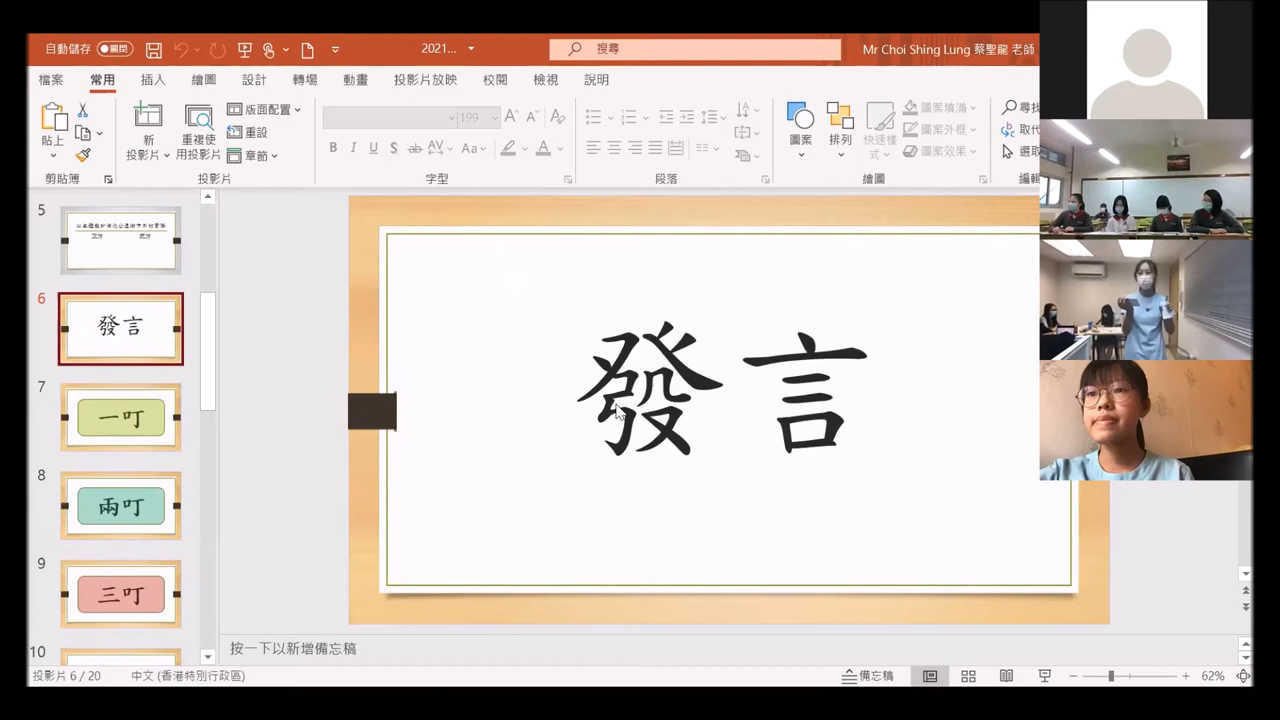 自動儲存 關閉 2021... 搜尋 Mr Choi Shing Lung 蔡聖龍 老師
檔案 常用 插入 繪圖 設計 轉場 動畫 投影片放映 校閱 檢視 說明
貼上 新投影片 重複使用投影片 版面配置 重設 章節
199 B I U S ab AV Aa A
圖案 排列 快速樣式 圖案填滿 圖案外框 圖案效果
尋找
取代
選取
剪貼簿 投影片 字型 段落 繪圖 編輯
5
6 發言
7 一叮
8 兩叮
9 三叮
10
發言
按一下以新增備忘稿
投影片 6 / 20 中文 (香港特別行政區) 備忘稿 62%